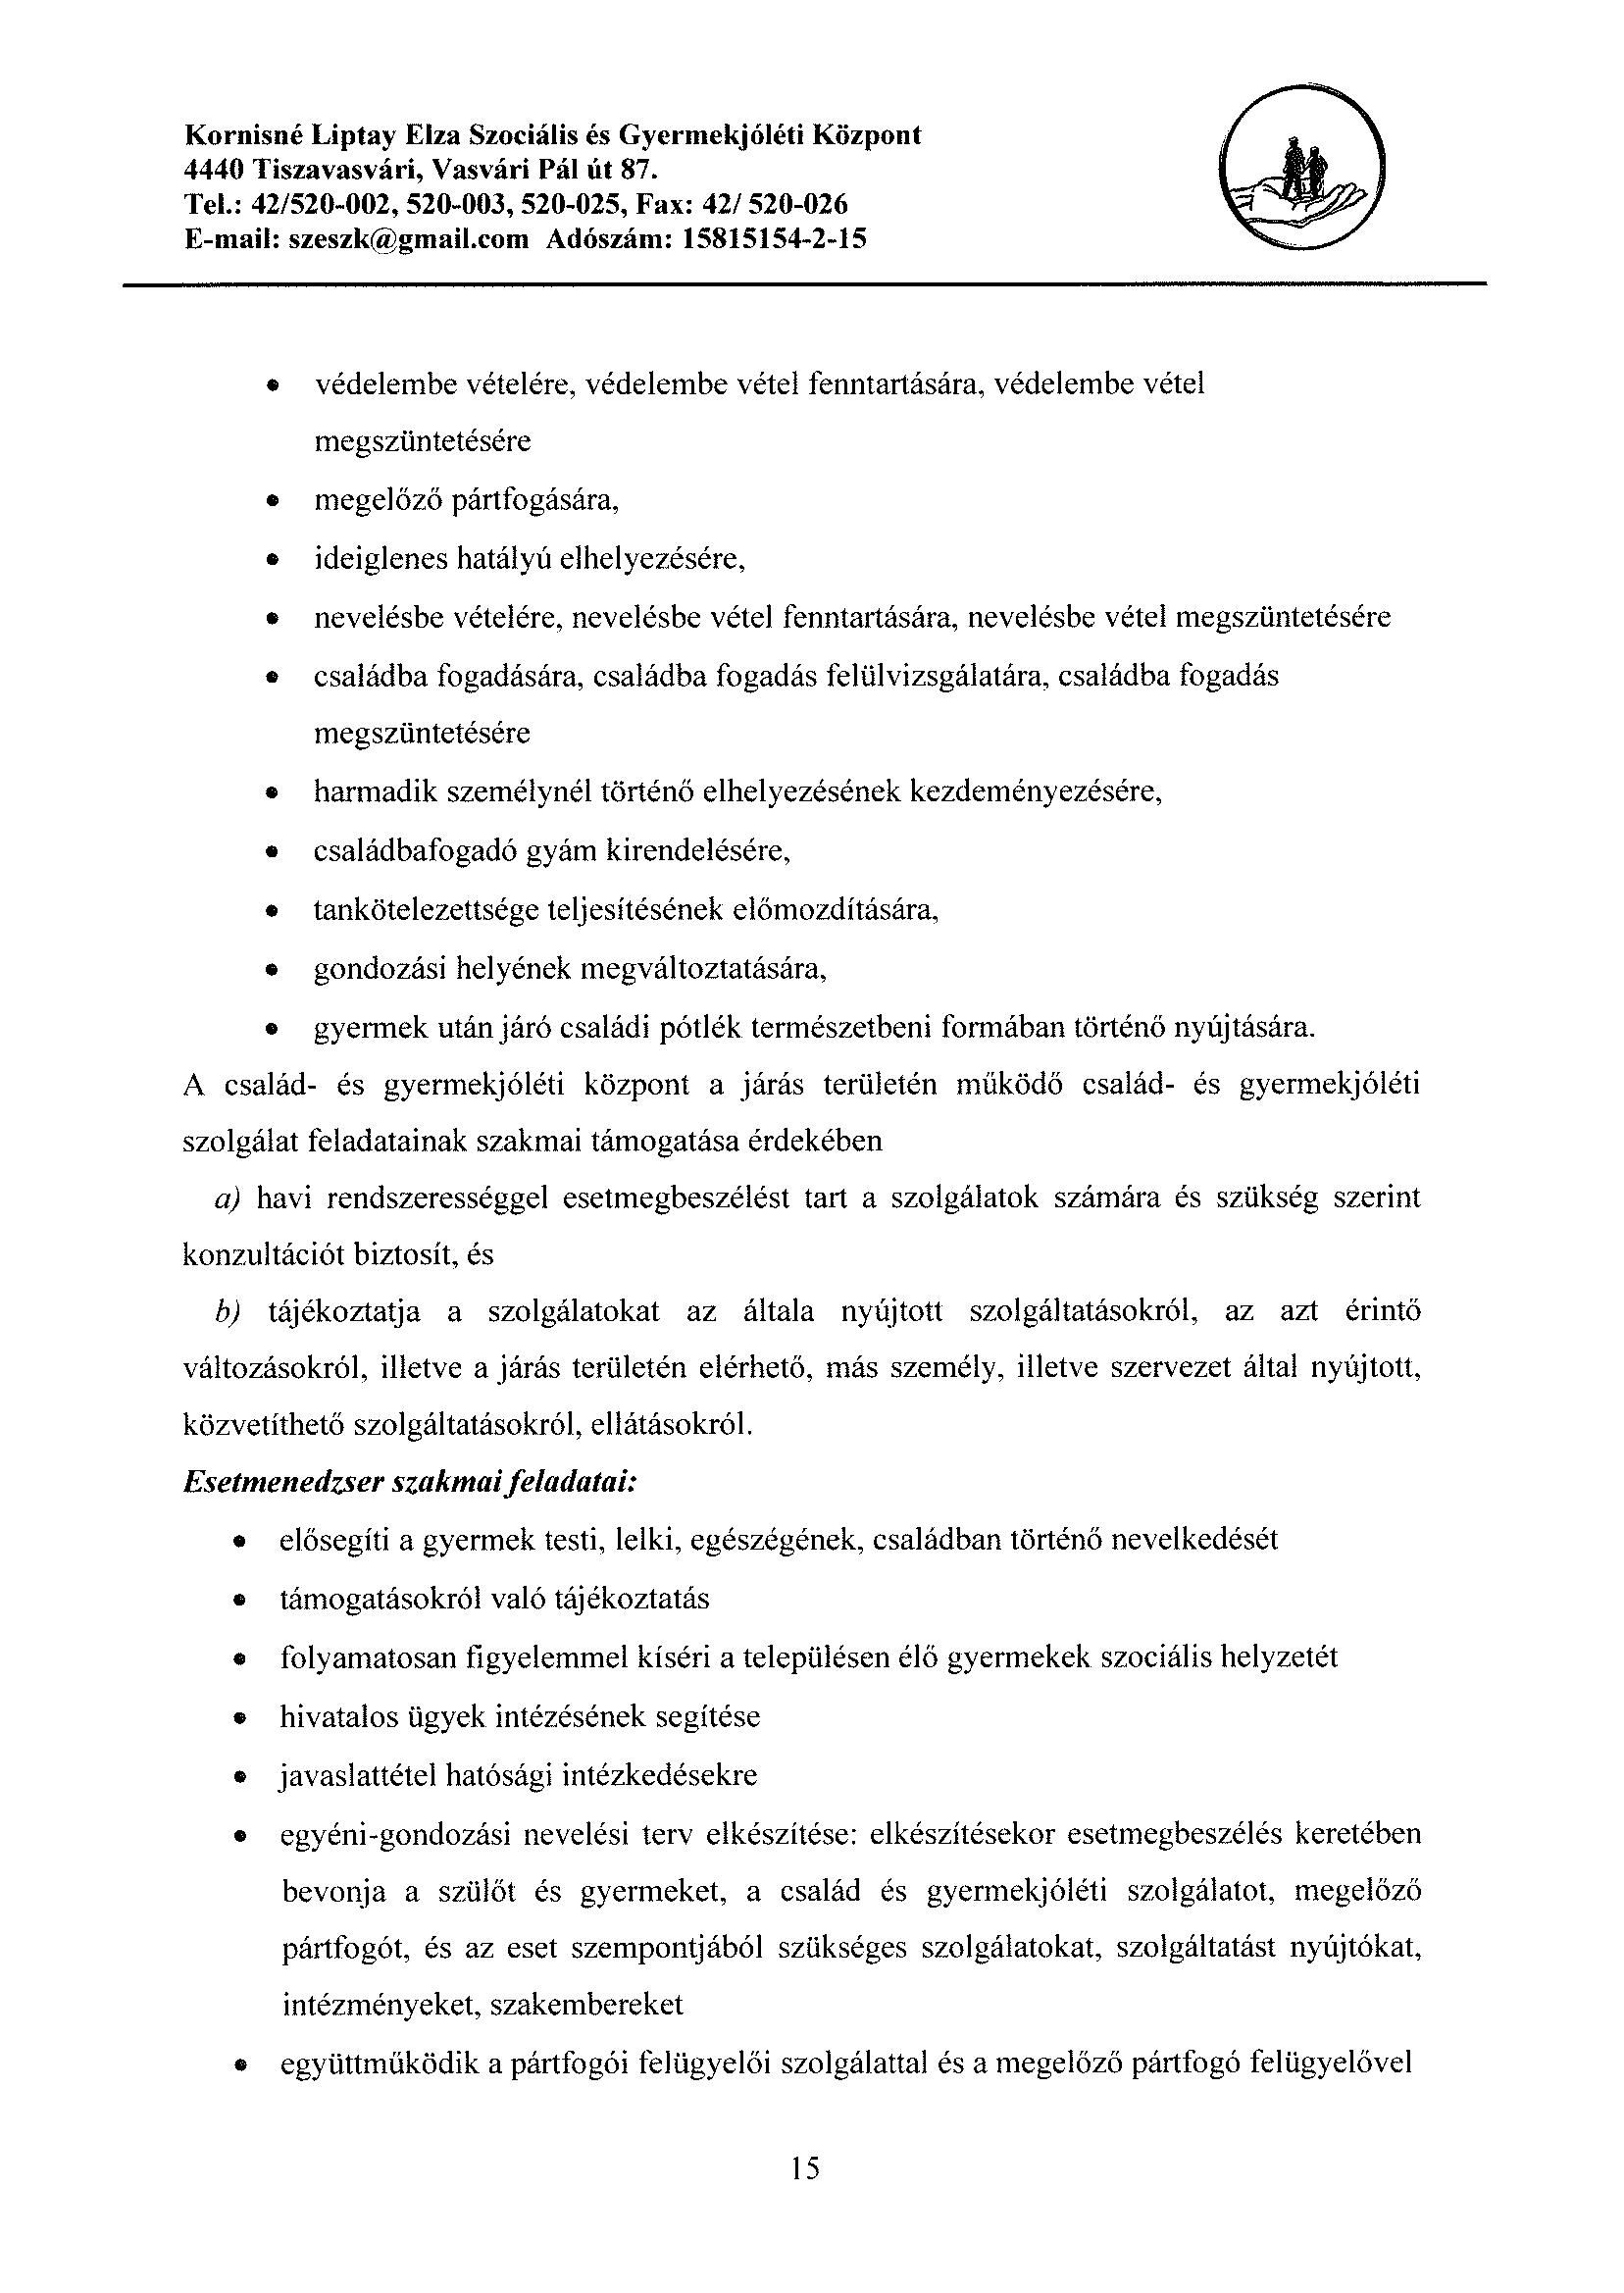 Kornisné Liptay Elza Szociális és Gyermekjóléti Központ
4440 Tiszavasvári, Vasvári Pál út 87.
Tel.: 42/520-002, 520-003, 520-025, Fax: 42/ 520-026
E-mail: szeszk@gmail.com Adószám: 15815154-2-15
• védelembe vételére, védelembe vétel fenntartására, védelembe vétel
megszüntetésére
• megelőző pártfogására,
• ideiglenes hatályú elhelyezésére,
• nevelésbe vételére, nevelésbe vétel fenntartására, nevelésbe vétel megszüntetésére
• családba fogadására, családba fogadás felülvizsgálatára, családba fogadás
megszüntetésére
• harmadik személynél történő elhelyezésének kezdeményezésére,
• családbafogadó gyám kirendelésére,
• tankötelezettsége teljesítésének előmozdítására,
• gondozási helyének megváltoztatására,
• gyermek után járó családi pótlék természetbeni formában történő nyújtására.
A család- és gyermekjóléti központ a járás területén működő család- és gyermekjóléti
szolgálat feladatainak szakmai támogatása érdekében
a) havi rendszerességgel esetmegbeszélést tart a szolgálatok számára és szükség szerint
konzultációt biztosít, és
b) tájékoztatja a szolgálatokat az általa nyújtott szolgáltatásokról, az azt érintő
változásokról, illetve a járás területén elérhető, más személy, illetve szervezet által nyújtott,
közvetíthető szolgáltatásokról, ellátásokról.
Esetmenedzser szakmai feladatai:
• elősegíti a gyermek testi, lelki, egészégének, családban történő nevelkedését
• támogatásokról való tájékoztatás
• folyamatosan figyelemmel kíséri a településen élő gyermekek szociális helyzetét
• hivatalos ügyek intézésének segítése
• javaslattétel hatósági intézkedésekre
• egyéni-gondozási nevelési terv elkészítése: elkészítésekor esetmegbeszélés keretében
bevonja a szülőt és gyermeket, a család és gyermekjóléti szolgálatot, megelőző
pártfogót, és az eset szempontjából szükséges szolgálatokat, szolgáltatást nyújtókat,
intézményeket, szakembereket
• együttműködik a pártfogói felügyelői szolgálattal és a megelőző pártfogó felügyelővel
15